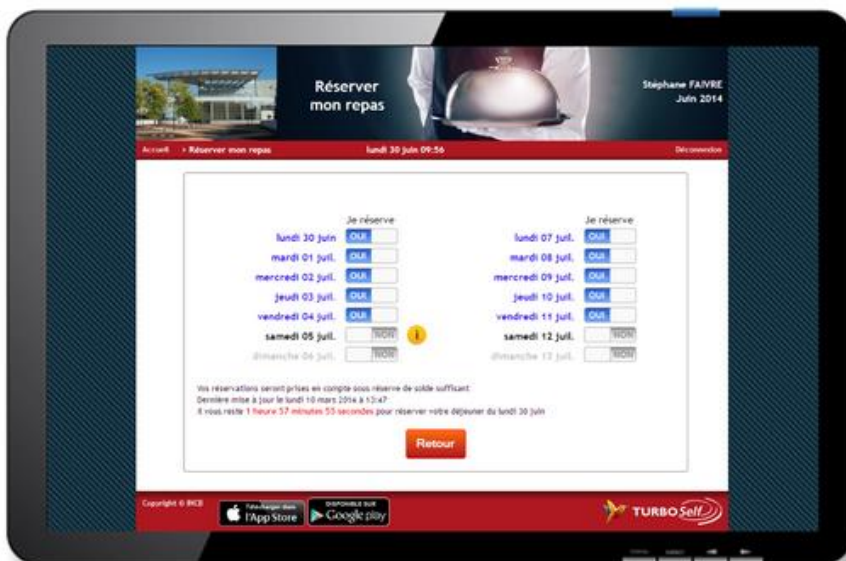 Réserver
mon repas
Stéphane FAIVRE
Juin 2014
Accueil › Réserver mon repas lundi 30 juin 09:56 Déconnexion
Je réserve Je réserve
lundi 30 juin OUI lundi 07 juil. OUI
mardi 01 juil. OUI mardi 08 juil. OUI
mercredi 02 juil. OUI mercredi 09 juil. OUI
jeudi 03 juil. OUI jeudi 10 juil. OUI
vendredi 04 juil. OUI vendredi 11 juil. OUI
samedi 05 juil. NON i samedi 12 juil. NON
dimanche 06 juil. NON dimanche 13 juil. NON
Vos réservations seront prises en compte sous réserve de solde suffisant
Dernière mise à jour le lundi 10 mars 2014 à 13:47
Il vous reste 1 heure 57 minutes 55 secondes pour réserver votre déjeuner du lundi 30 juin
Retour
Copyright © INCB
Télécharger dans
l'App Store
DISPONIBLE SUR
Google play
TURBO Self